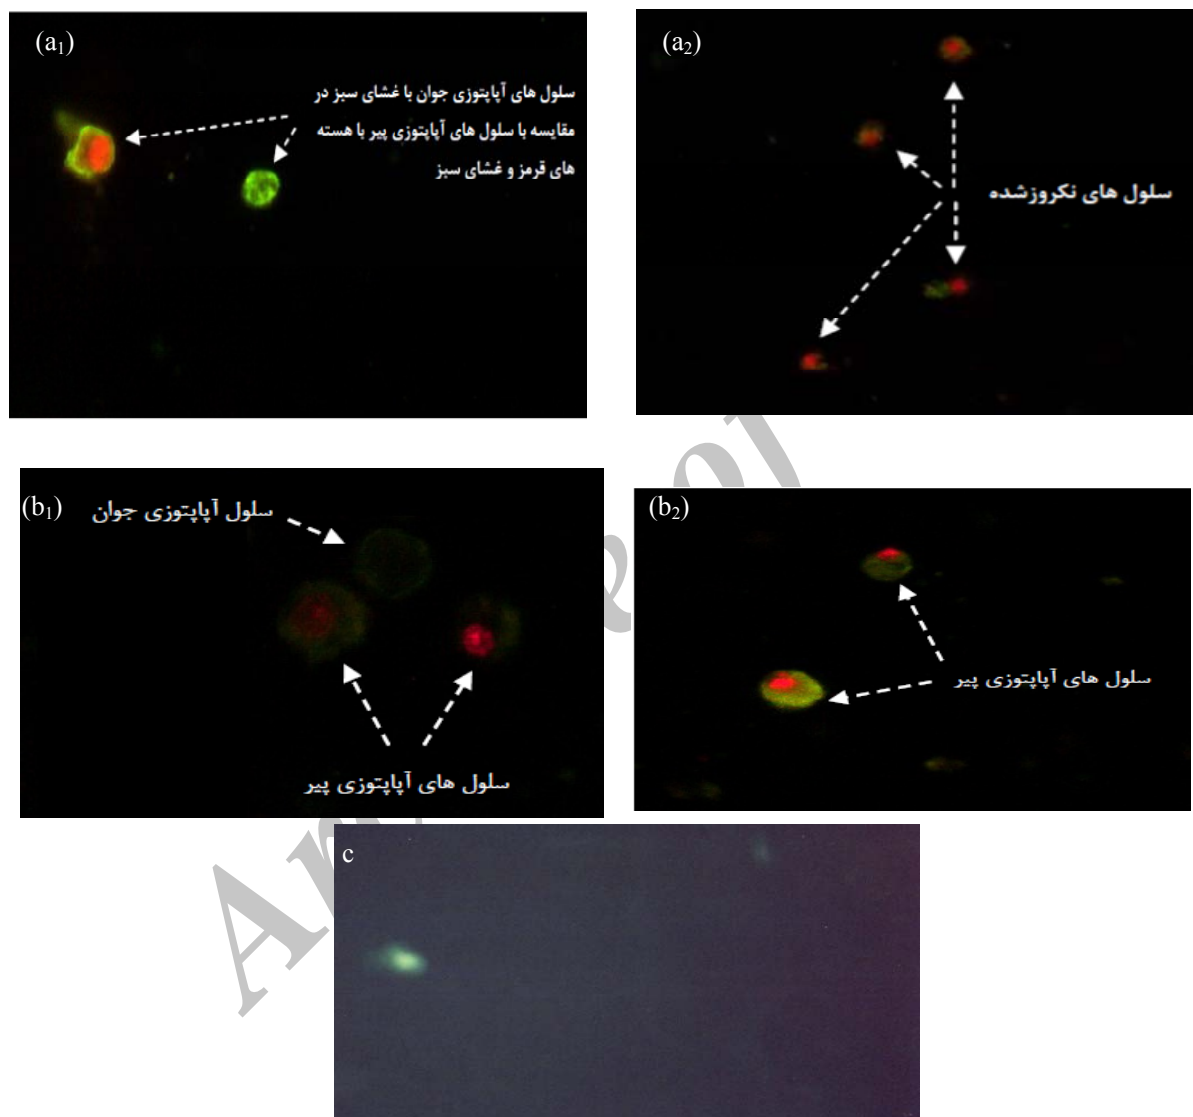 (a₁)
سلول های آپاپتوزی جوان با غشای سبز در
مقایسه با سلول های آپاپتوزی پیر با هسته
های قرمز و غشای سبز
(a₂)
سلول های نکروزشده
(b₁)
سلول آپاپتوزی جوان
سلول های آپاپتوزی پیر
(b₂)
سلول های آپاپتوزی پیر
c